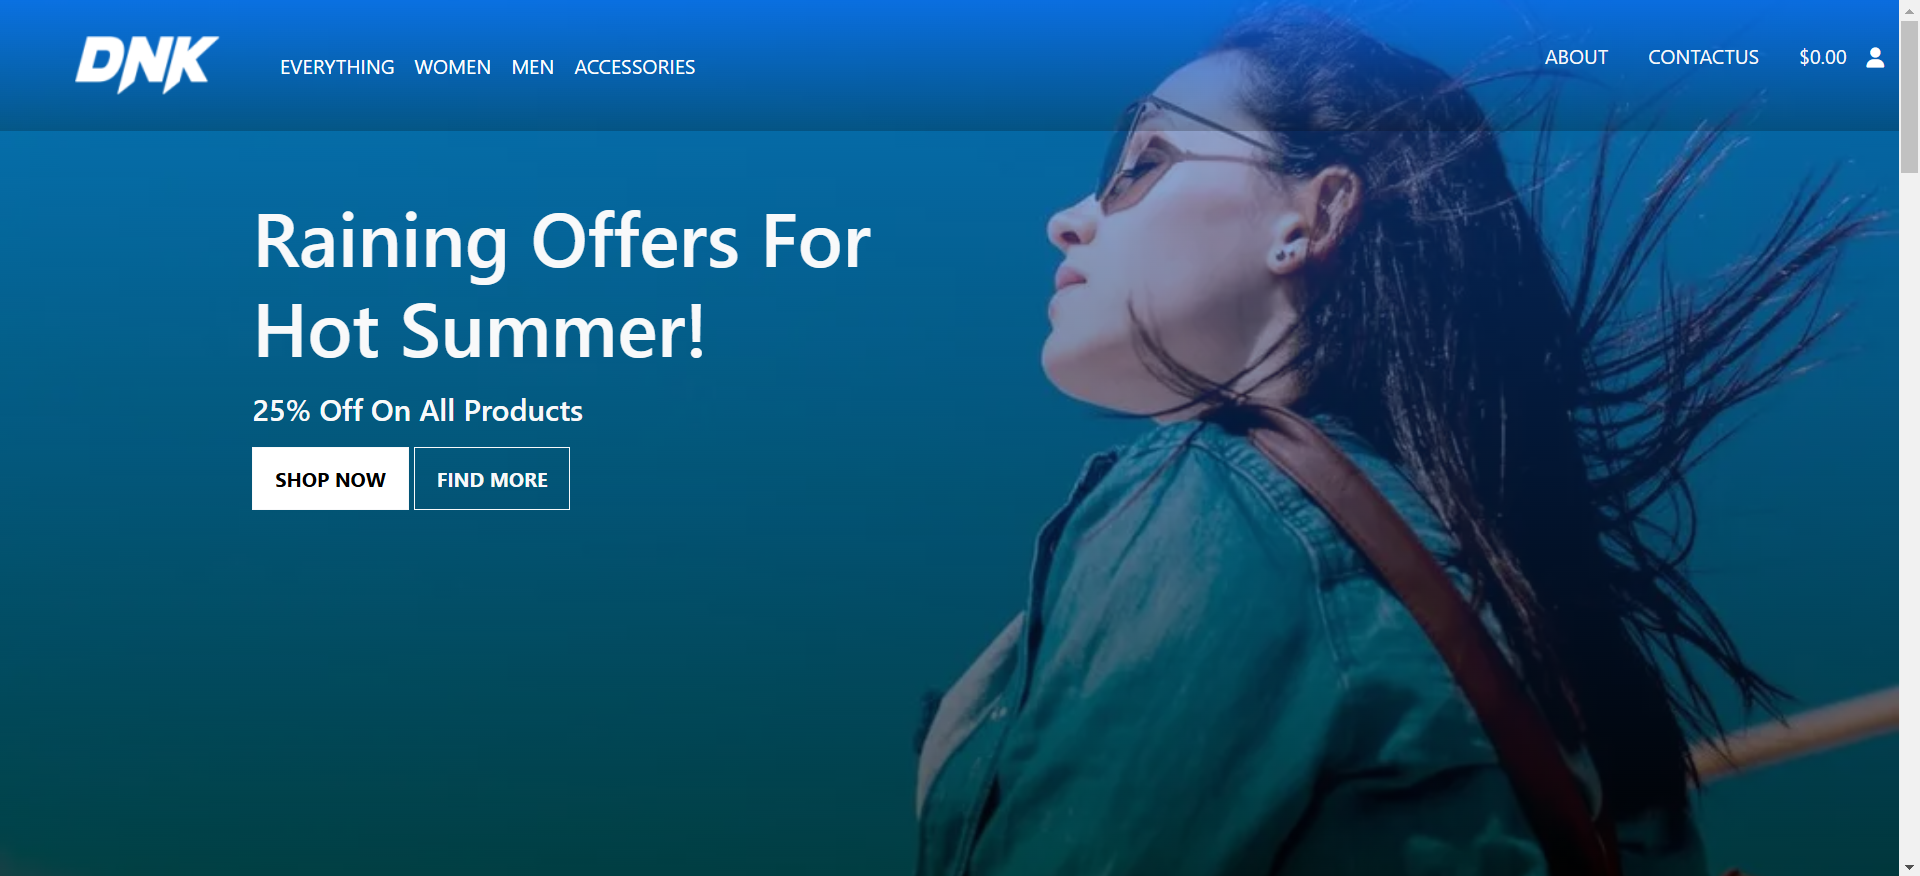 DNK
EVERYTHING WOMEN MEN ACCESSORIES
ABOUT CONTACTUS $0.00
Raining Offers For
Hot Summer!
25% Off On All Products
SHOP NOW FIND MORE